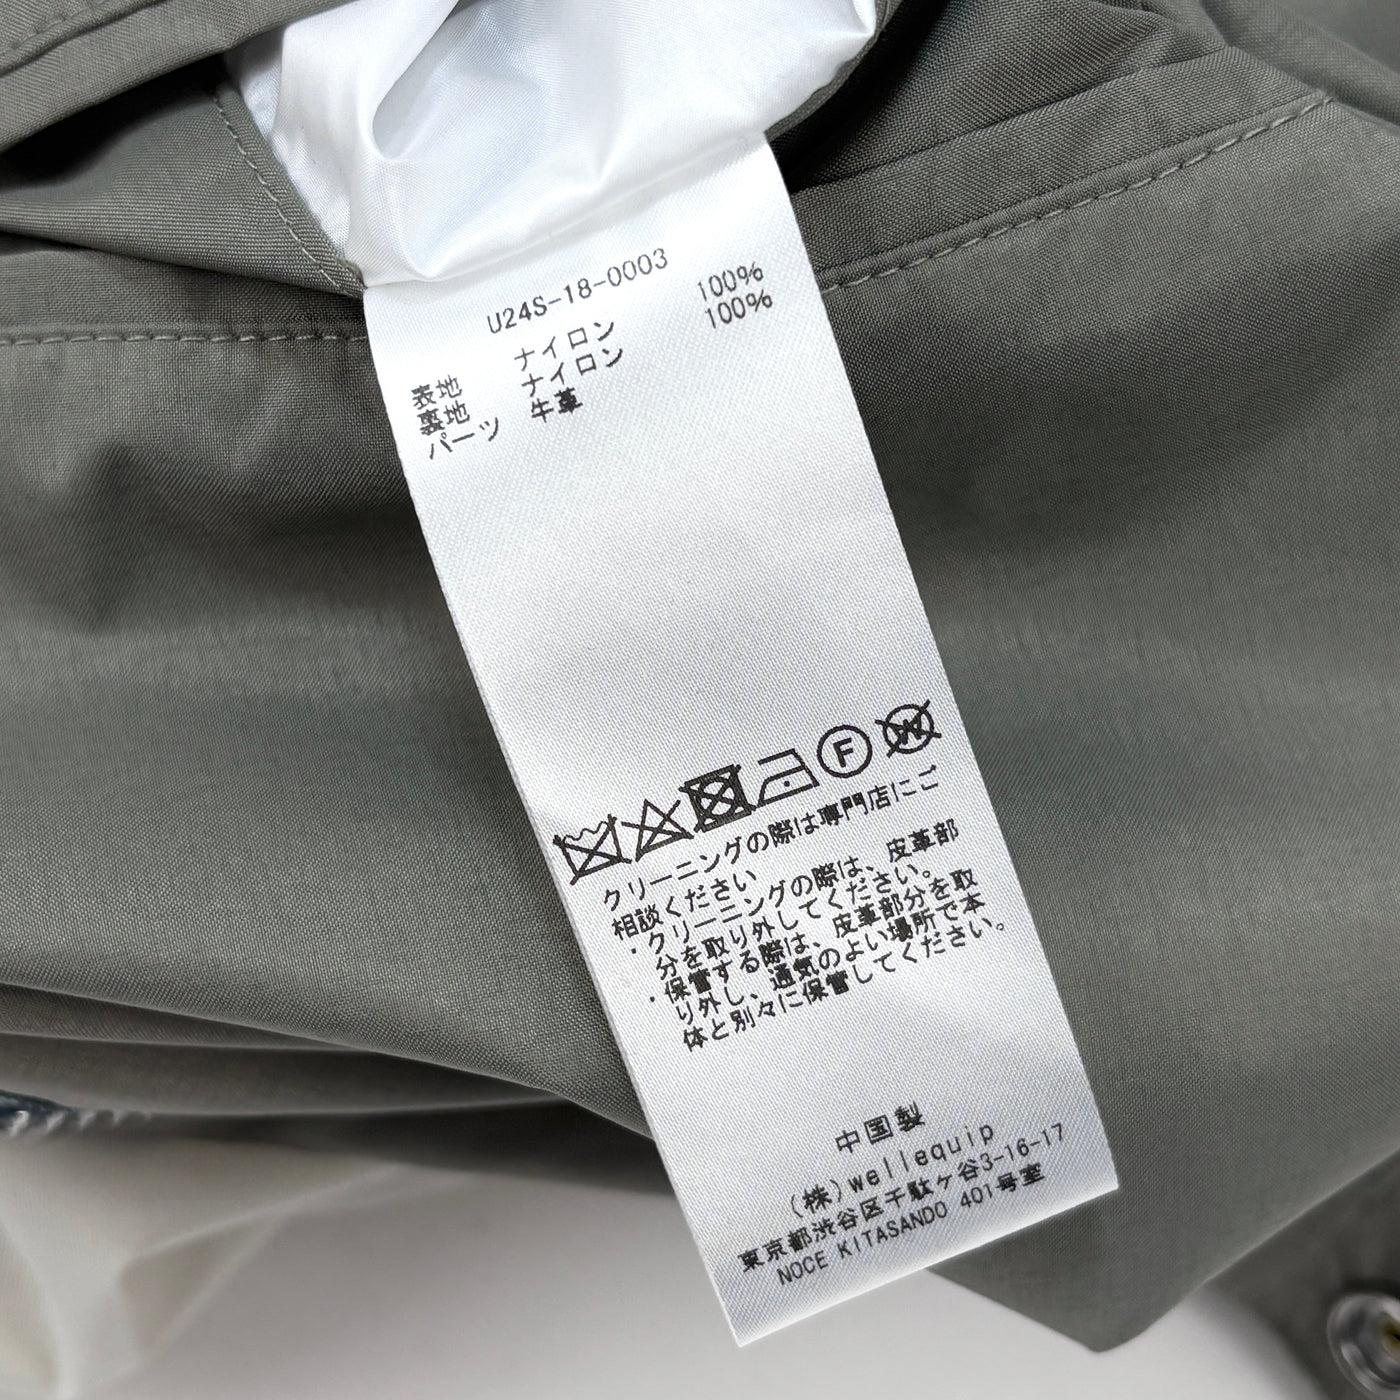 U24S-18-0003
表地 ナイロン 100%
裏地 ナイロン 100%
パーツ 牛革
F
W
クリーニングの際は専門店にご
相談ください
・クリーニングの際は、皮革部
分を取り外してください。
・保管する際は、皮革部分を取
り外し、通気のよい場所で本
体と別々に保管してください。
中国製
(株)wellequip
東京都渋谷区千駄ケ谷3-16-17
NOCE KITASANDO 401号室